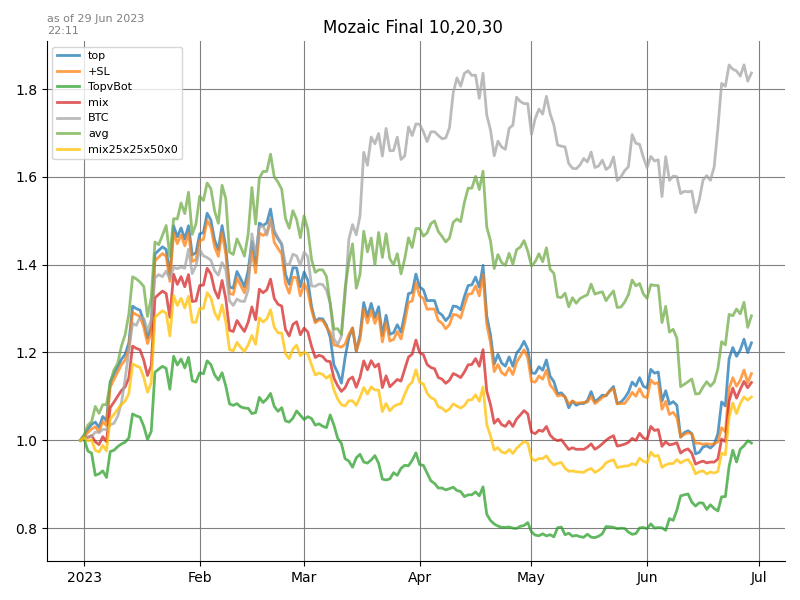 as of 29 Jun 2023
22:11
Mozaic Final 10,20,30
top
+SL
TopvBot
mix
BTC
avg
mix25x25x50x0
1.8
1.6
1.4
1.2
1.0
0.8
2023 Feb Mar Apr May Jun Jul